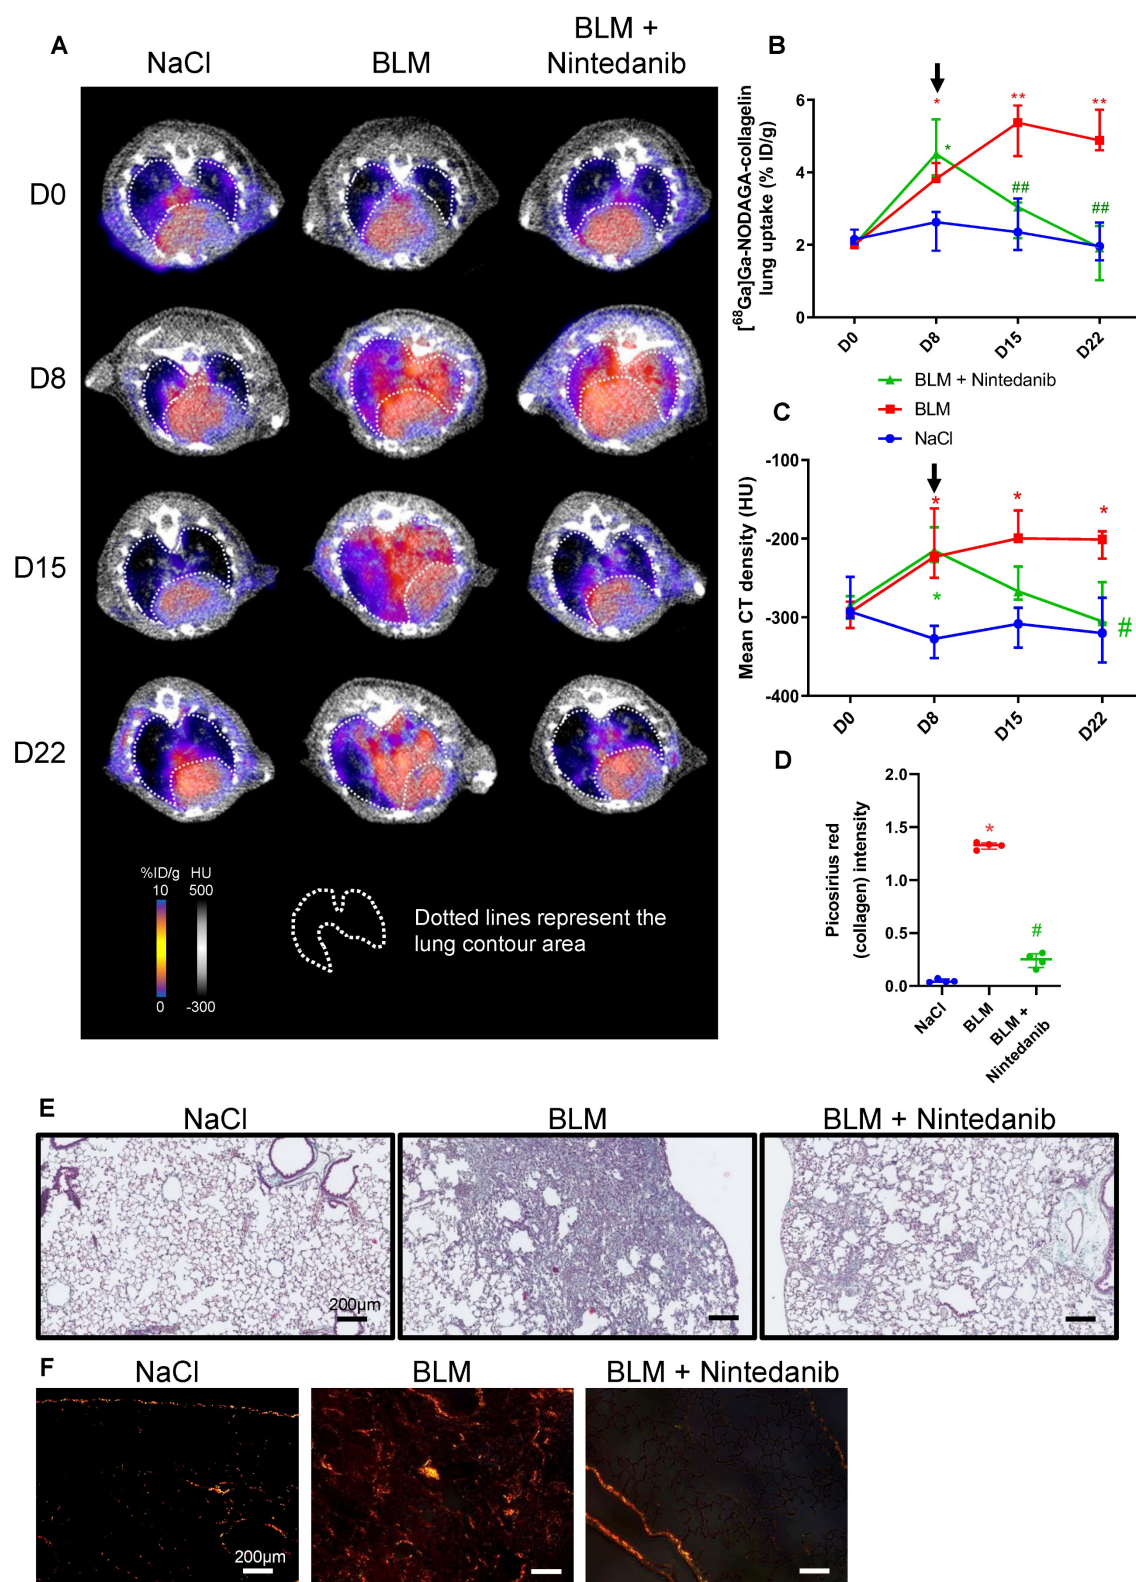 A
NaCl
BLM
BLM +
Nintedanib
D0
D8
D15
D22
%ID/g
HU
10
500
0
-300
Dotted lines represent the
lung contour area
B
[⁶⁸Ga]Ga-NODAGA-collagelin
lung uptake (% ID/g)
6
4
2
0
*
*
**
**
##
##
D0
D8
D15
D22
BLM + Nintedanib
BLM
NaCl
C
Mean CT density (HU)
-100
-200
-300
-400
*
*
*
*
#
D0
D8
D15
D22
D
Picosirius red
(collagen) intensity
2.0
1.5
1.0
0.5
0.0
*
#
NaCl
BLM
BLM +
Nintedanib
E
NaCl
BLM
BLM + Nintedanib
200µm
F
NaCl
BLM
BLM + Nintedanib
200µm